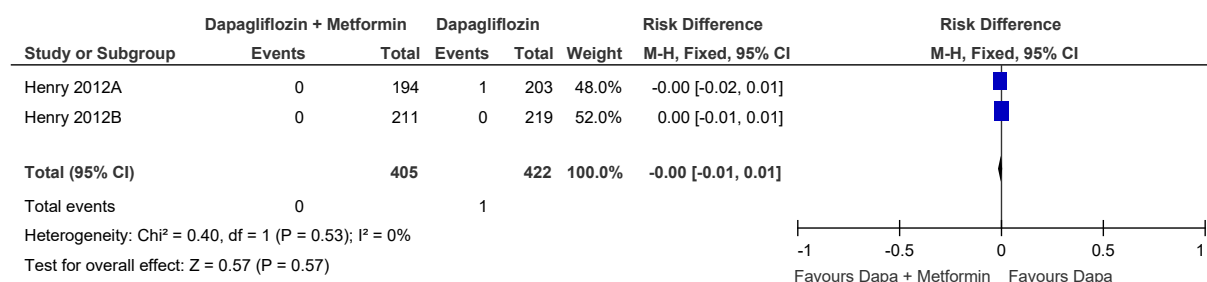 Dapagliflozin + Metformin Dapagliflozin Risk Difference Risk Difference
Study or Subgroup Events Total Events Total Weight M-H, Fixed, 95% CI M-H, Fixed, 95% CI
Henry 2012A 0 194 1 203 48.0% -0.00 [-0.02, 0.01]
Henry 2012B 0 211 0 219 52.0% 0.00 [-0.01, 0.01]
Total (95% CI) 405 422 100.0% -0.00 [-0.01, 0.01]
Total events 0 1
Heterogeneity: Chi² = 0.40, df = 1 (P = 0.53); I² = 0%
Test for overall effect: Z = 0.57 (P = 0.57)
-1 -0.5 0 0.5 1
Favours Dapa + Metformin Favours Dapa